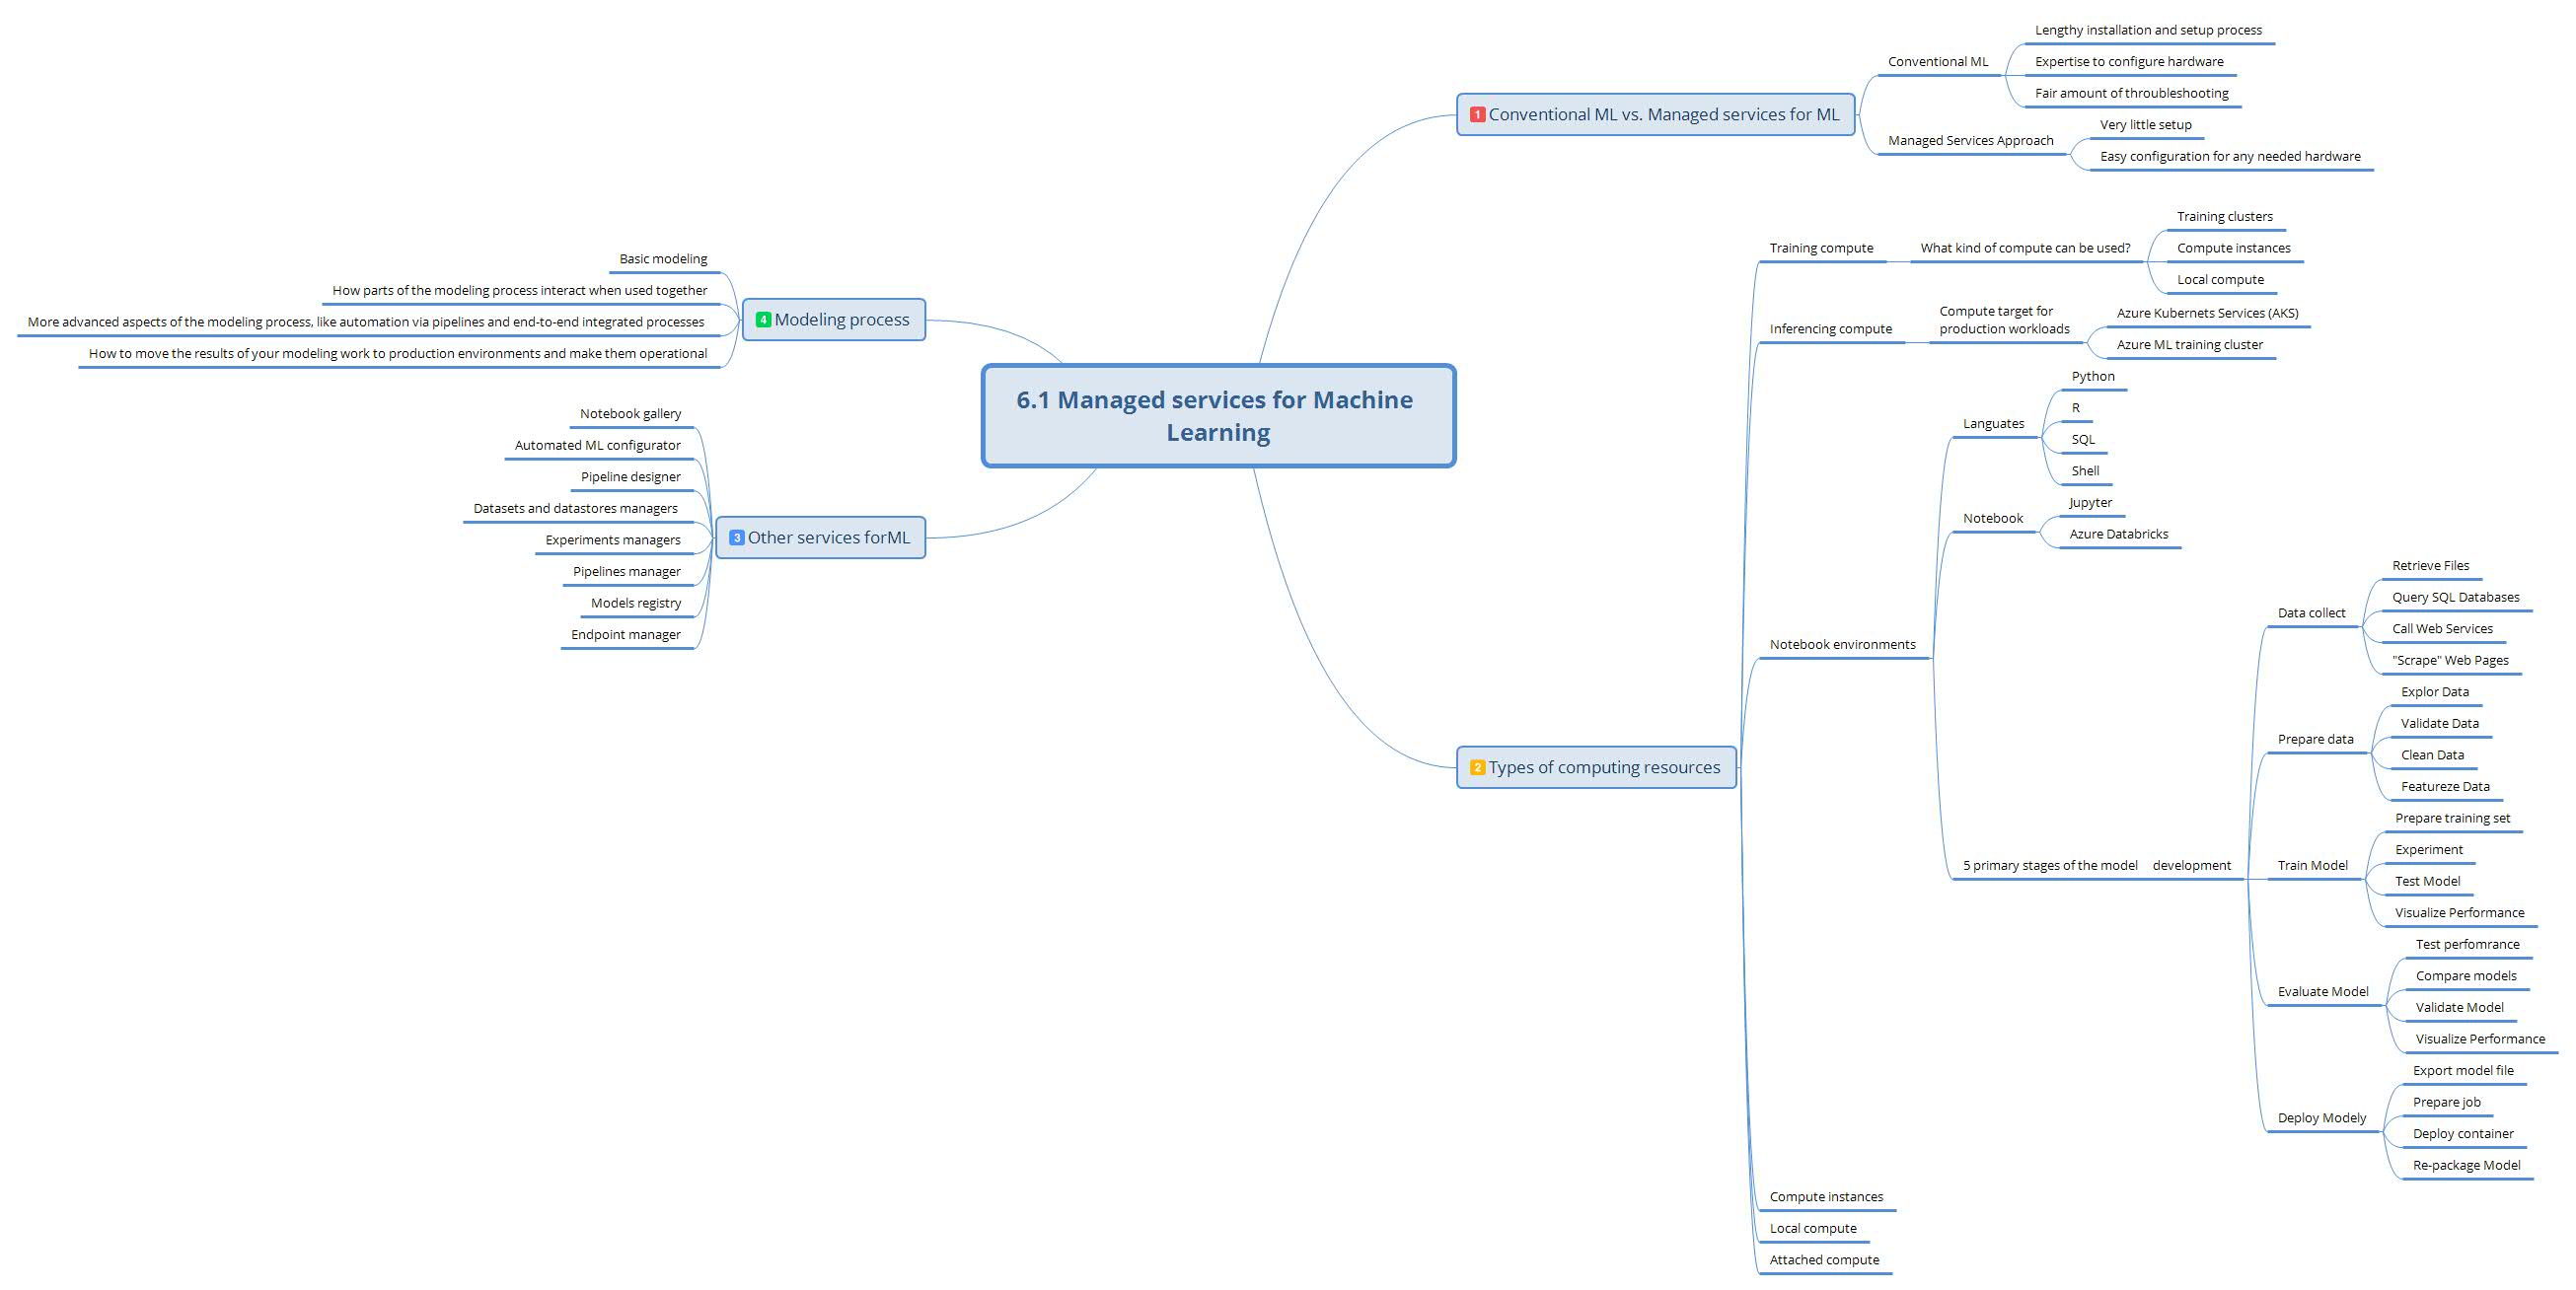 6.1 Managed services for Machine
Learning
1 Conventional ML vs. Managed services for ML
Conventional ML
Lengthy installation and setup process
Expertise to configure hardware
Fair amount of throubleshooting
Managed Services Approach
Very little setup
Easy configuration for any needed hardware
2 Types of computing resources
Training compute
What kind of compute can be used?
Training clusters
Compute instances
Local compute
Inferencing compute
Compute target for
production workloads
Azure Kubernets Services (AKS)
Azure ML training cluster
Notebook environments
Languates
Python
R
SQL
Shell
Notebook
Jupyter
Azure Databricks
5 primary stages of the model development
Data collect
Retrieve Files
Query SQL Databases
Call Web Services
"Scrape" Web Pages
Prepare data
Explor Data
Validate Data
Clean Data
Featureze Data
Train Model
Prepare training set
Experiment
Test Model
Visualize Performance
Evaluate Model
Test perfomrance
Compare models
Validate Model
Visualize Performance
Deploy Modely
Export model file
Prepare job
Deploy container
Re-package Model
Compute instances
Local compute
Attached compute
3 Other services forML
Notebook gallery
Automated ML configurator
Pipeline designer
Datasets and datastores managers
Experiments managers
Pipelines manager
Models registry
Endpoint manager
4 Modeling process
Basic modeling
How parts of the modeling process interact when used together
More advanced aspects of the modeling process, like automation via pipelines and end-to-end integrated processes
How to move the results of your modeling work to production environments and make them operational